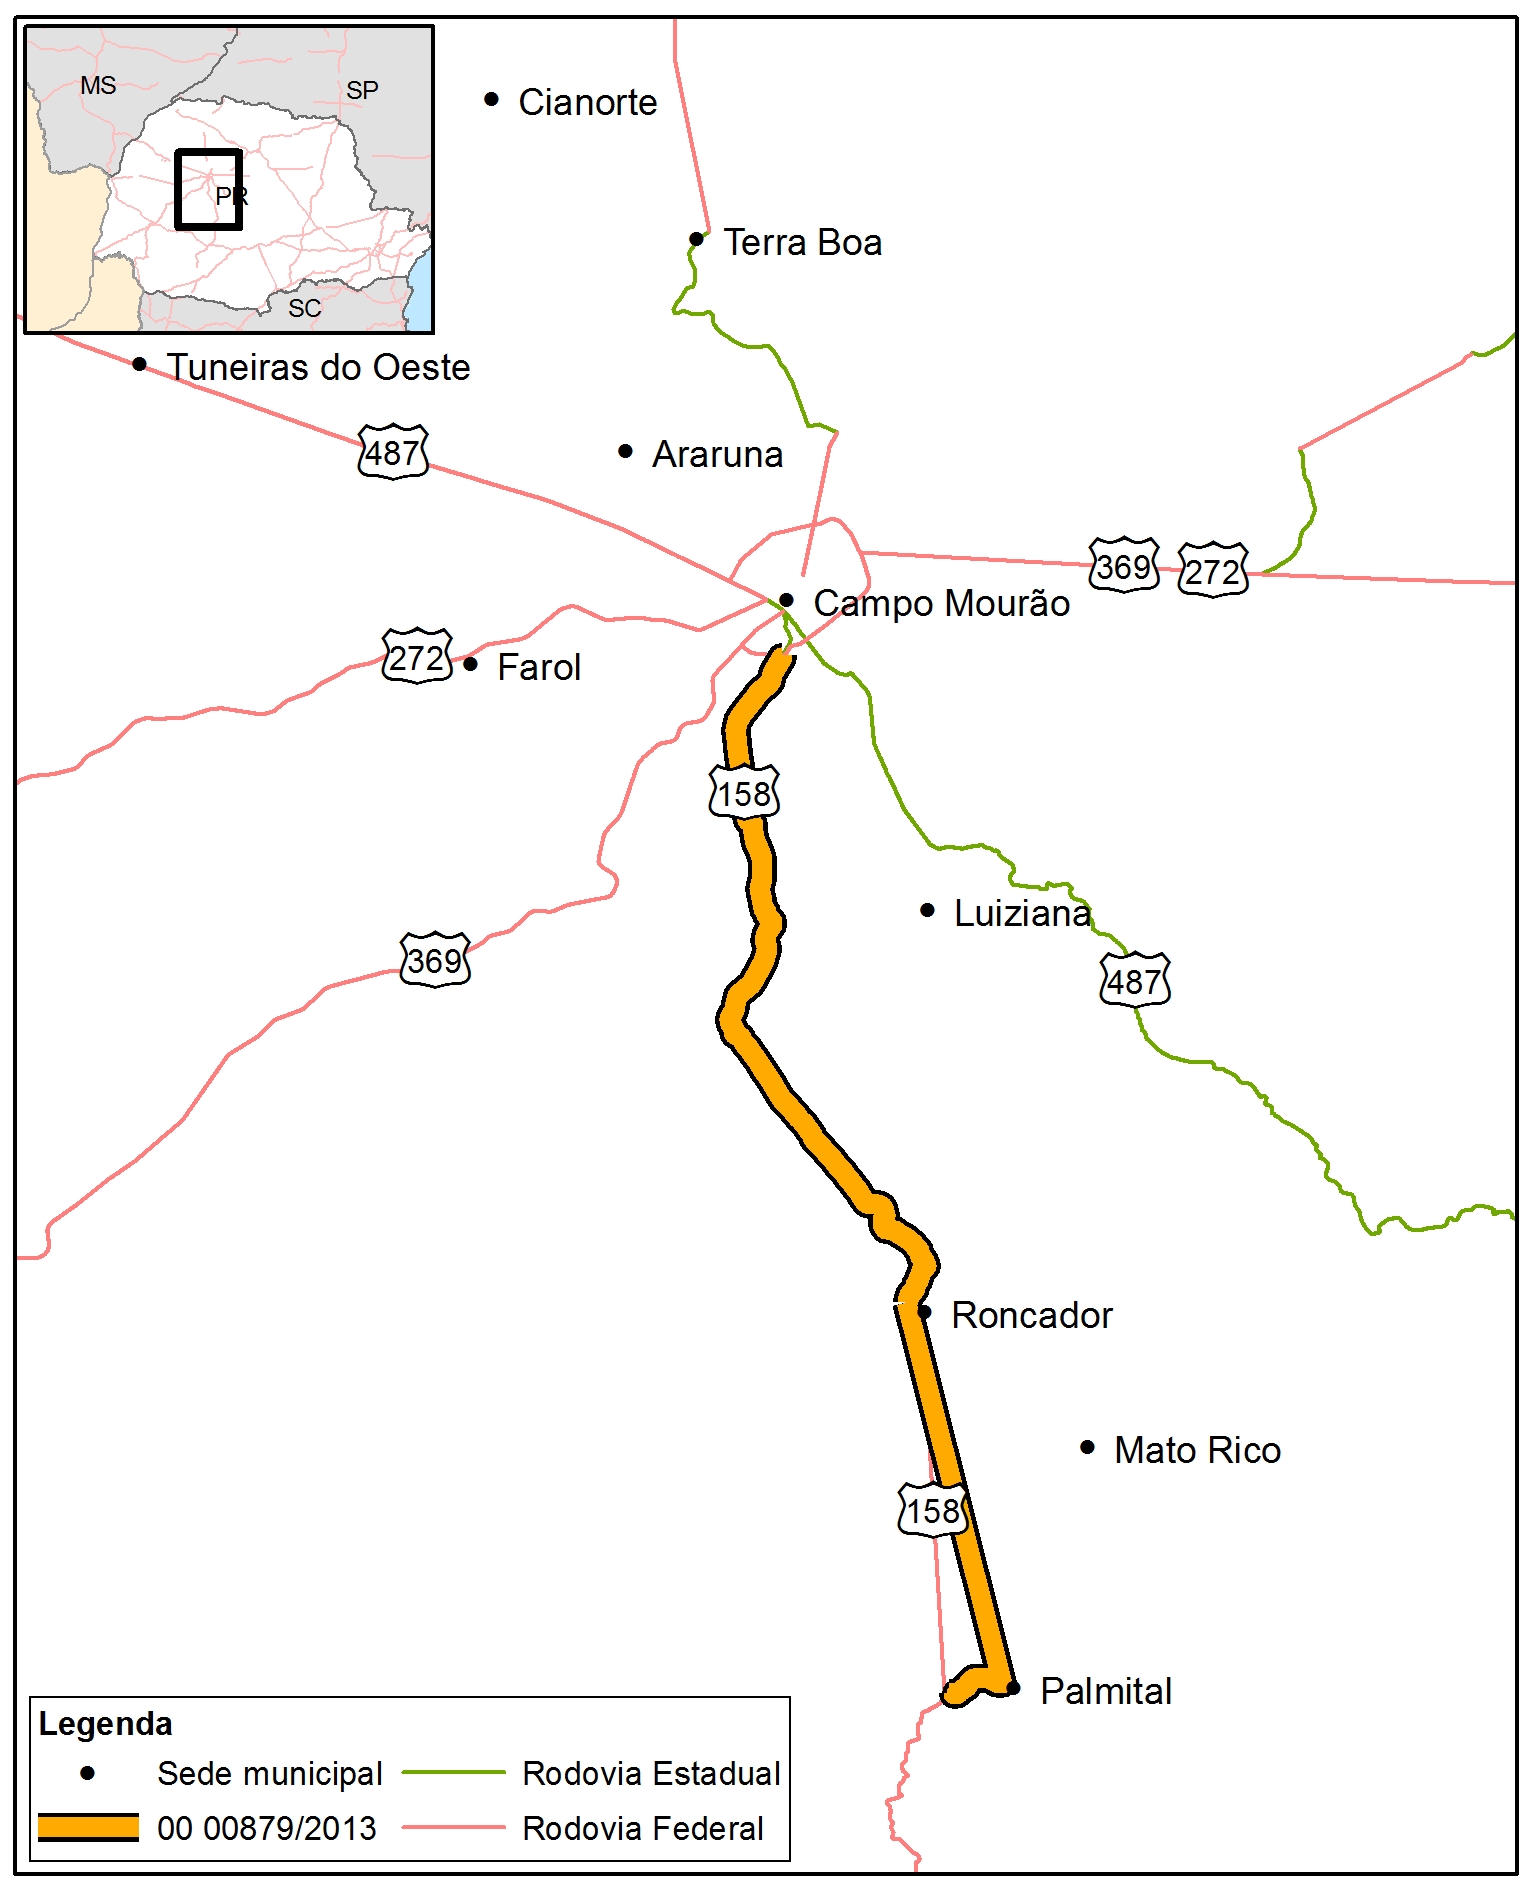 MS
SP
PR
SC
Cianorte
Terra Boa
Tuneiras do Oeste
487
Araruna
369
272
Campo Mourão
272
Farol
158
Luiziana
369
487
Roncador
Mato Rico
158
Palmital
Legenda
Sede municipal
Rodovia Estadual
00 00879/2013
Rodovia Federal